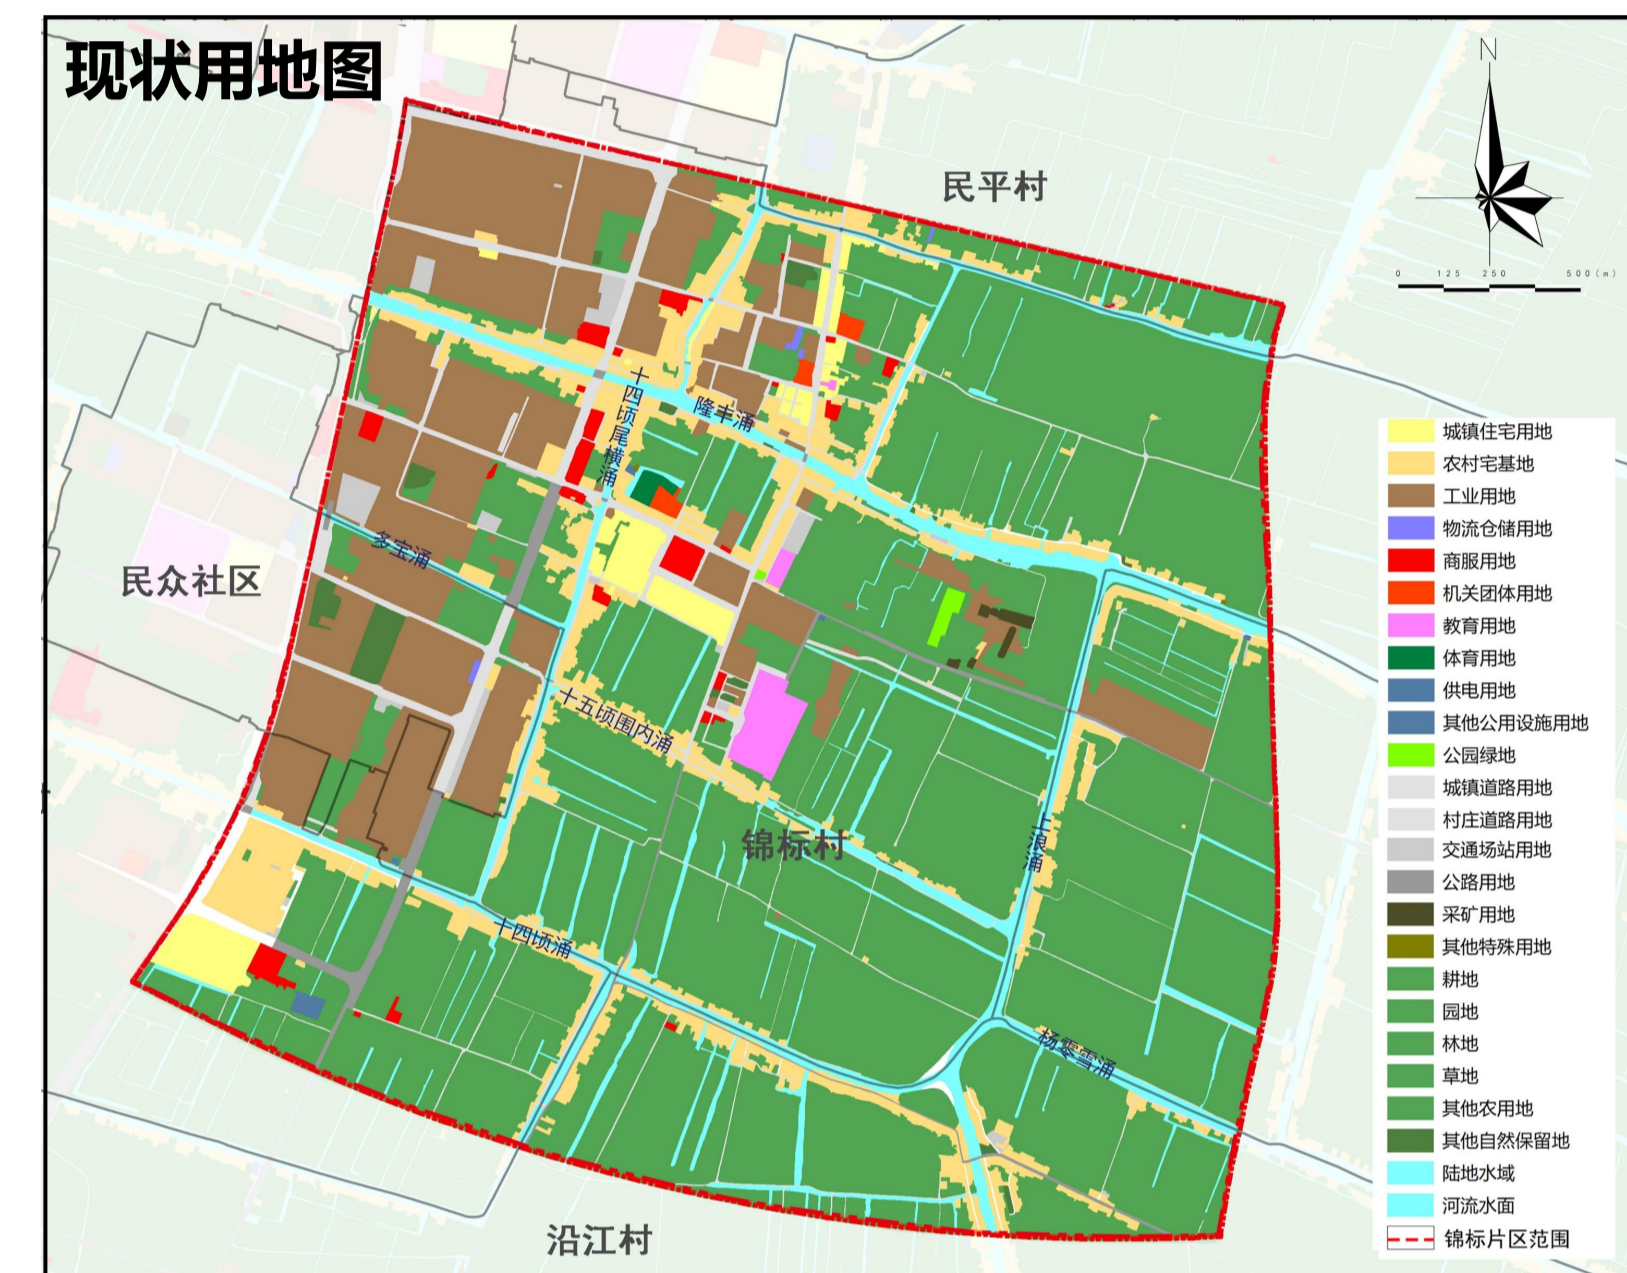 现状用地图
N
0 125 250 500(m)
民平村
十四顷尾横涌
隆丰涌
多宝涌
民众社区
十五顷围内涌
锦标村
上浪涌
十四顷涌
杨零雪涌
沿江村
城镇住宅用地
农村宅基地
工业用地
物流仓储用地
商服用地
机关团体用地
教育用地
体育用地
供电用地
其他公用设施用地
公园绿地
城镇道路用地
村庄道路用地
交通场站用地
公路用地
采矿用地
其他特殊用地
耕地
园地
林地
草地
其他农用地
其他自然保留地
陆地水域
河流水面
锦标片区范围